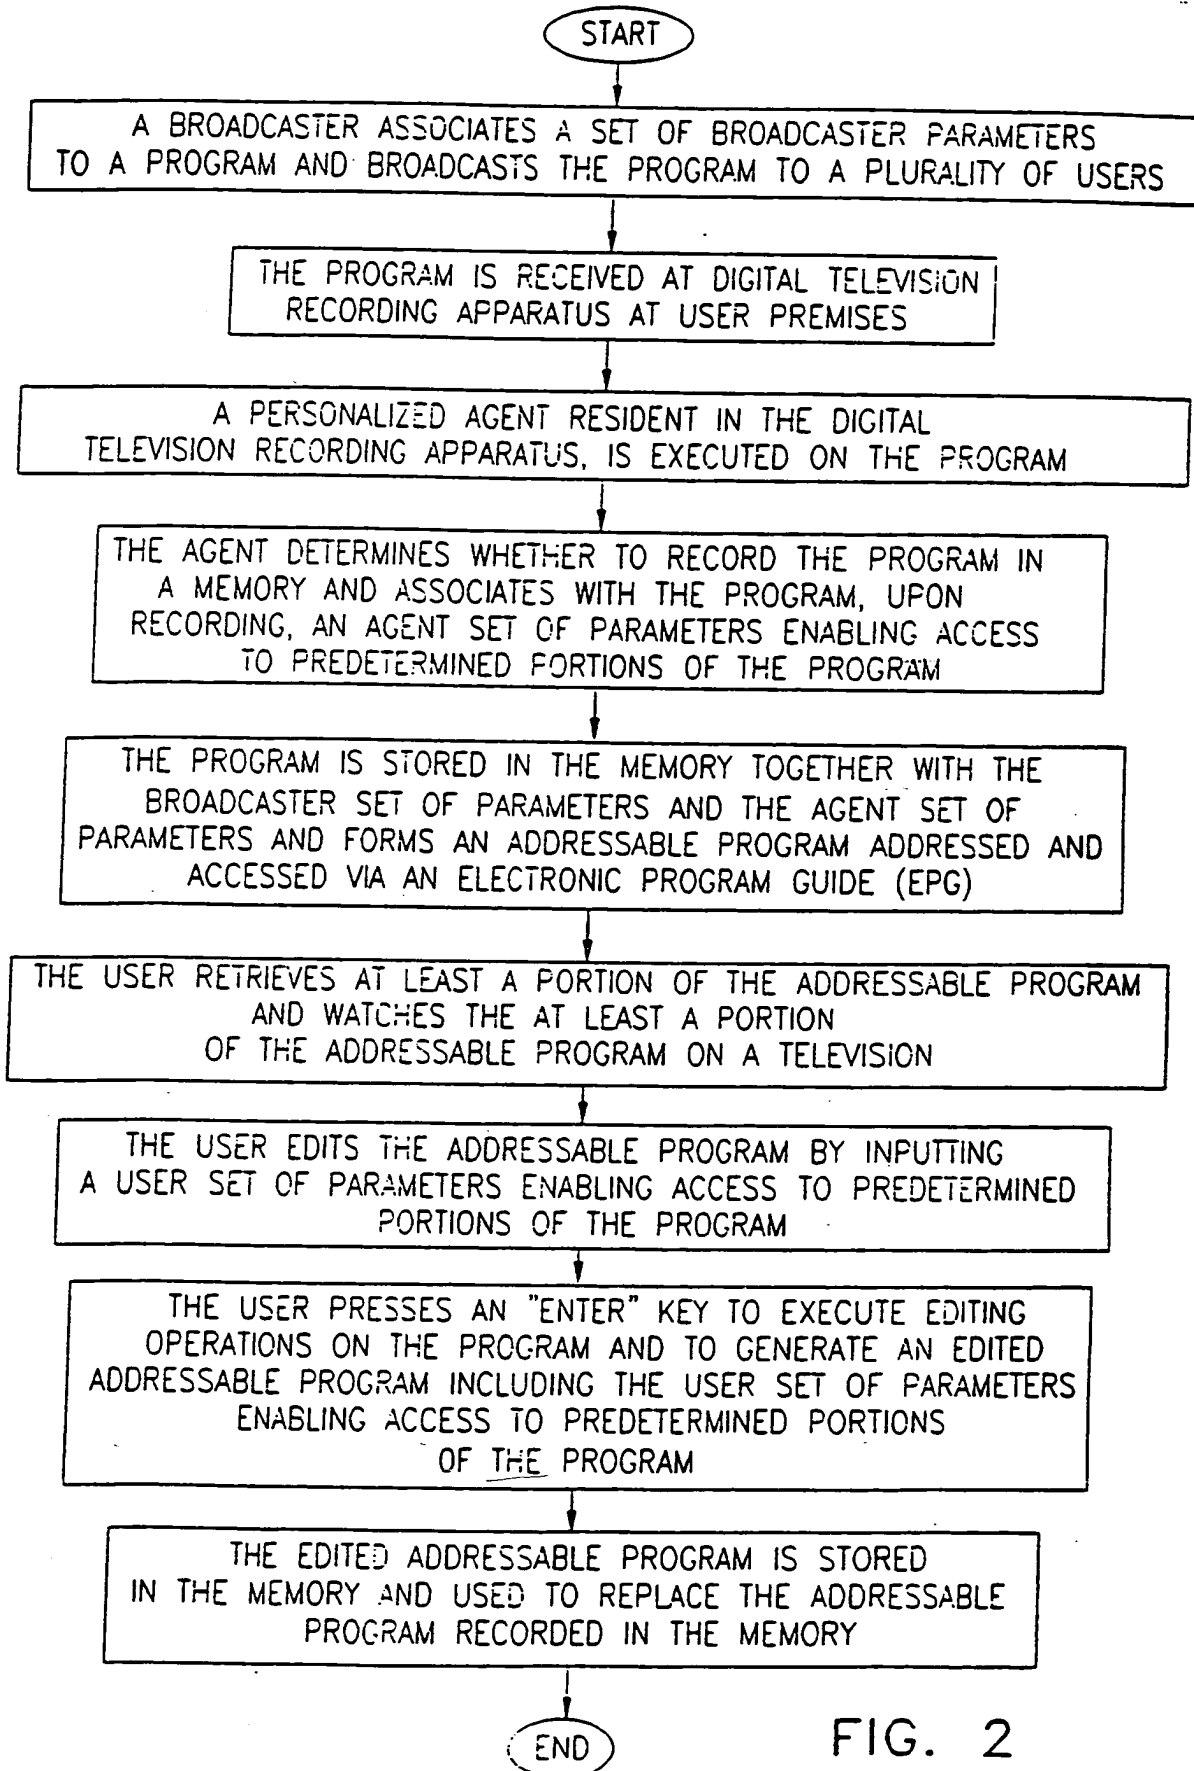 START
A BROADCASTER ASSOCIATES A SET OF BROADCASTER PARAMETERS
TO A PROGRAM AND BROADCASTS THE PROGRAM TO A PLURALITY OF USERS
THE PROGRAM IS RECEIVED AT DIGITAL TELEVISION
RECORDING APPARATUS AT USER PREMISES
A PERSONALIZED AGENT RESIDENT IN THE DIGITAL
TELEVISION RECORDING APPARATUS, IS EXECUTED ON THE PROGRAM
THE AGENT DETERMINES WHETHER TO RECORD THE PROGRAM IN
A MEMORY AND ASSOCIATES WITH THE PROGRAM, UPON
RECORDING, AN AGENT SET OF PARAMETERS ENABLING ACCESS
TO PREDETERMINED PORTIONS OF THE PROGRAM
THE PROGRAM IS STORED IN THE MEMORY TOGETHER WITH THE
BROADCASTER SET OF PARAMETERS AND THE AGENT SET OF
PARAMETERS AND FORMS AN ADDRESSABLE PROGRAM ADDRESSED AND
ACCESSED VIA AN ELECTRONIC PROGRAM GUIDE (EPG)
THE USER RETRIEVES AT LEAST A PORTION OF THE ADDRESSABLE PROGRAM
AND WATCHES THE AT LEAST A PORTION
OF THE ADDRESSABLE PROGRAM ON A TELEVISION
THE USER EDITS THE ADDRESSABLE PROGRAM BY INPUTTING
A USER SET OF PARAMETERS ENABLING ACCESS TO PREDETERMINED
PORTIONS OF THE PROGRAM
THE USER PRESSES AN "ENTER" KEY TO EXECUTE EDITING
OPERATIONS ON THE PROGRAM AND TO GENERATE AN EDITED
ADDRESSABLE PROGRAM INCLUDING THE USER SET OF PARAMETERS
ENABLING ACCESS TO PREDETERMINED PORTIONS
OF THE PROGRAM
THE EDITED ADDRESSABLE PROGRAM IS STORED
IN THE MEMORY AND USED TO REPLACE THE ADDRESSABLE
PROGRAM RECORDED IN THE MEMORY
END
FIG. 2